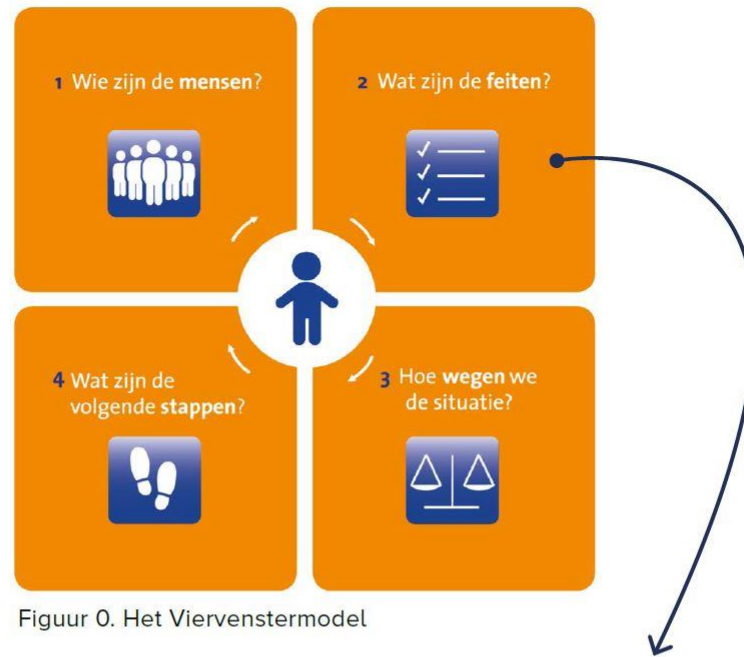 1 Wie zijn de mensen?
2 Wat zijn de feiten?
4 Wat zijn de
volgende stappen?
3 Hoe wegen we
de situatie?
Figuur 0. Het Viervenstermodel